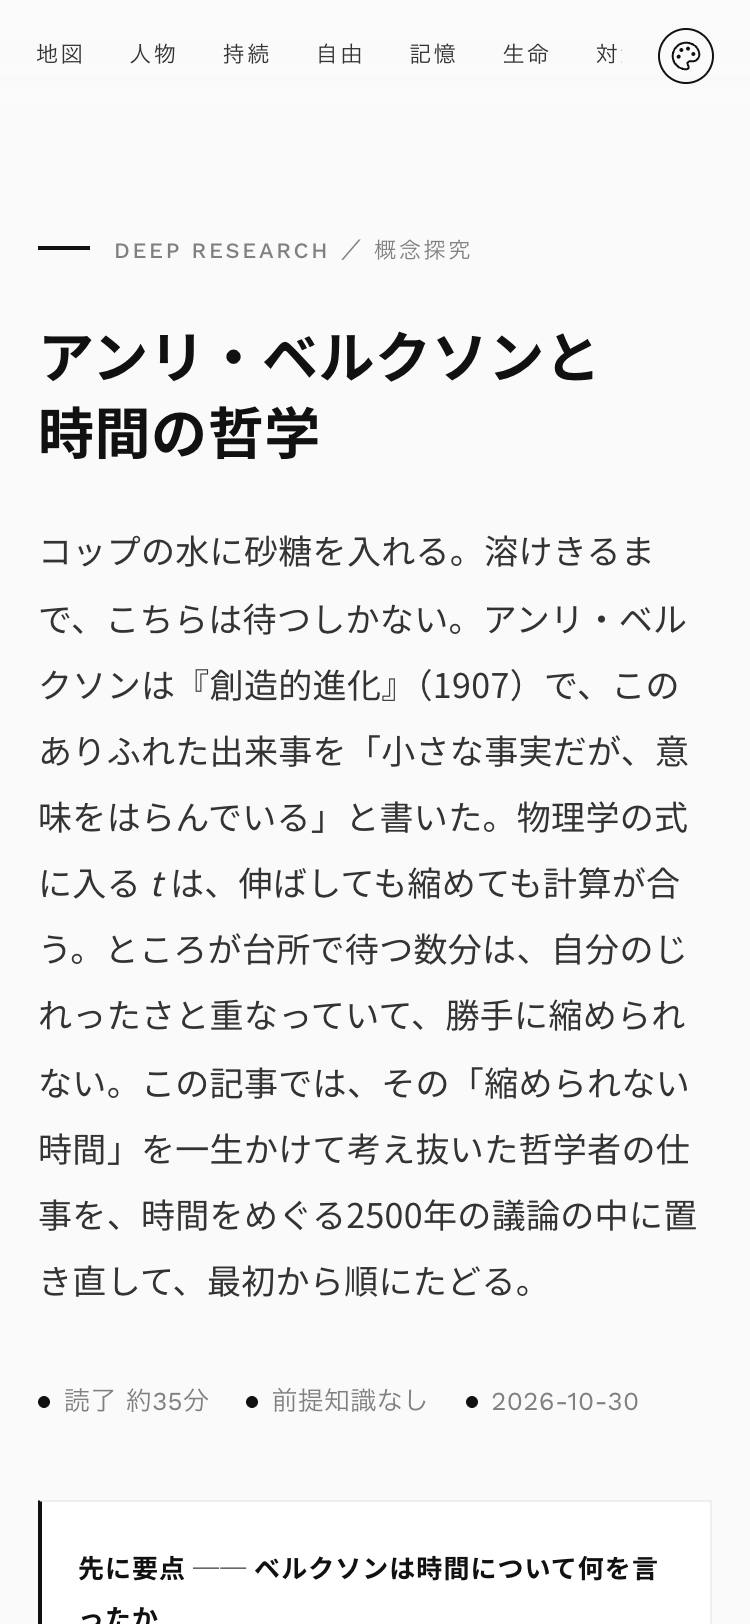 地図 人物 持続 自由 記憶 生命 対
DEEP RESEARCH ／ 概念探究
アンリ・ベルクソンと
時間の哲学
コップの水に砂糖を入れる。溶けきるま
で、こちらは待つしかない。アンリ・ベル
クソンは『創造的進化』（1907）で、この
ありふれた出来事を「小さな事実だが、意
味をはらんでいる」と書いた。物理学の式
に入る t は、伸ばしても縮めても計算が合
う。ところが台所で待つ数分は、自分のじ
れったさと重なっていて、勝手に縮められ
ない。この記事では、その「縮められない
時間」を一生かけて考え抜いた哲学者の仕
事を、時間をめぐる2500年の議論の中に置
き直して、最初から順にたどる。
読了 約35分 前提知識なし 2026-10-30
先に要点 —— ベルクソンは時間について何を言
ったか